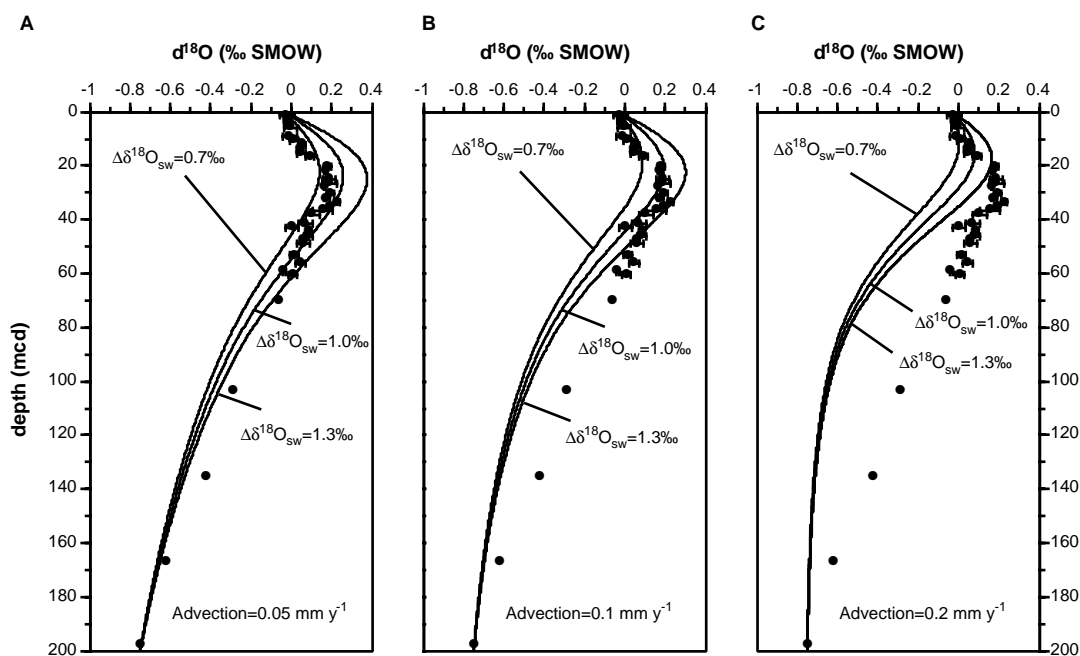 A
B
C
d¹⁸O (‰ SMOW)
d¹⁸O (‰ SMOW)
d¹⁸O (‰ SMOW)
-1 -0.8 -0.6 -0.4 -0.2 0 0.2 0.4
-1 -0.8 -0.6 -0.4 -0.2 0 0.2 0.4
-1 -0.8 -0.6 -0.4 -0.2 0 0.2 0.4
depth (mcd)
0
20
40
60
80
100
120
140
160
180
200
Δδ¹⁸Osw=0.7‰
Δδ¹⁸Osw=1.0‰
Δδ¹⁸Osw=1.3‰
Advection=0.05 mm y⁻¹
Δδ¹⁸Osw=0.7‰
Δδ¹⁸Osw=1.0‰
Δδ¹⁸Osw=1.3‰
Advection=0.1 mm y⁻¹
Δδ¹⁸Osw=0.7‰
Δδ¹⁸Osw=1.0‰
Δδ¹⁸Osw=1.3‰
Advection=0.2 mm y⁻¹
0
20
40
60
80
100
120
140
160
180
200